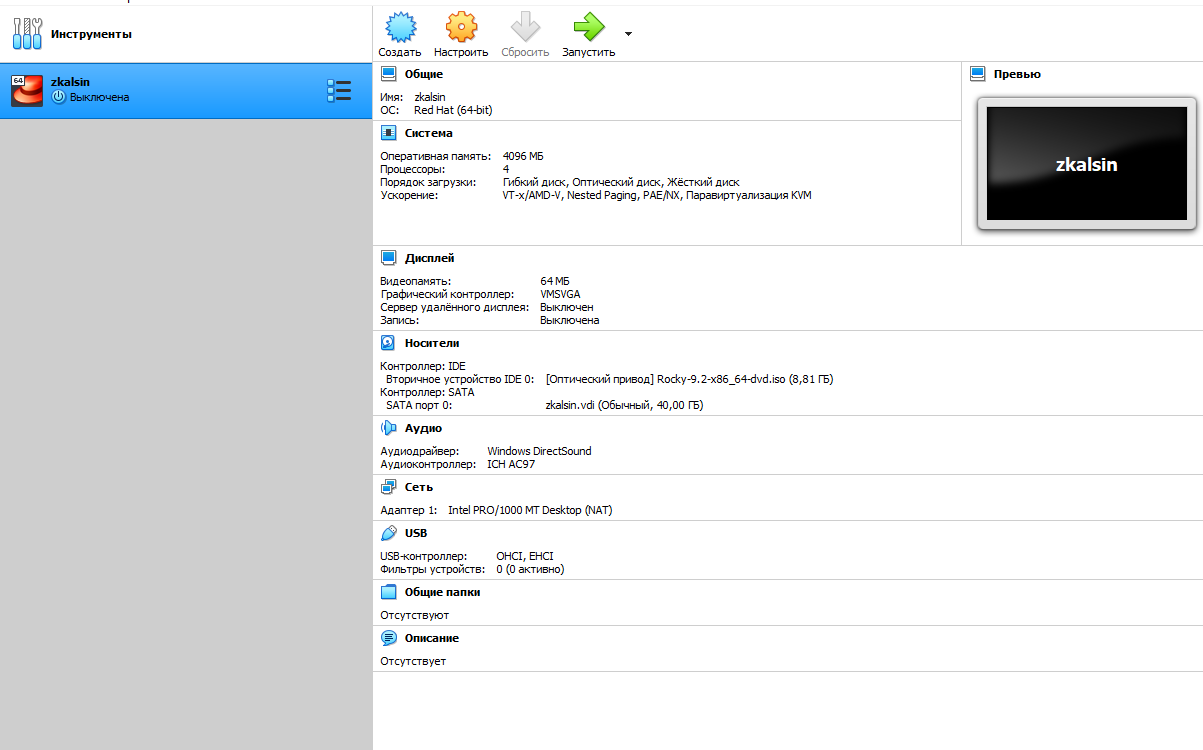 Инструменты
64
zkalsin
Выключена
Создать Настроить Сбросить Запустить
Общие
Имя: zkalsin
ОС: Red Hat (64-bit)
Превью
zkalsin
Система
Оперативная память: 4096 МБ
Процессоры: 4
Порядок загрузки: Гибкий диск, Оптический диск, Жёсткий диск
Ускорение: VT-x/AMD-V, Nested Paging, PAE/NX, Паравиртуализация KVM
Дисплей
Видеопамять: 64 МБ
Графический контроллер: VMSVGA
Сервер удалённого дисплея: Выключен
Запись: Выключена
Носители
Контроллер: IDE
Вторичное устройство IDE 0: [Оптический привод] Rocky-9.2-x86_64-dvd.iso (8,81 ГБ)
Контроллер: SATA
SATA порт 0: zkalsin.vdi (Обычный, 40,00 ГБ)
Аудио
Аудиодрайвер: Windows DirectSound
Аудиоконтроллер: ICH AC97
Сеть
Адаптер 1: Intel PRO/1000 MT Desktop (NAT)
USB
USB-контроллер: OHCI, EHCI
Фильтры устройств: 0 (0 активно)
Общие папки
Отсутствуют
Описание
Отсутствует